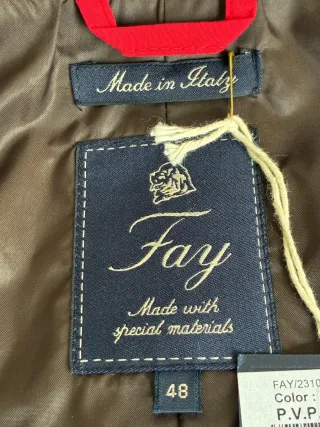 Made in Italy
Fay
Made with
special materials
48
FAY/2310
Color :
P.V.P.